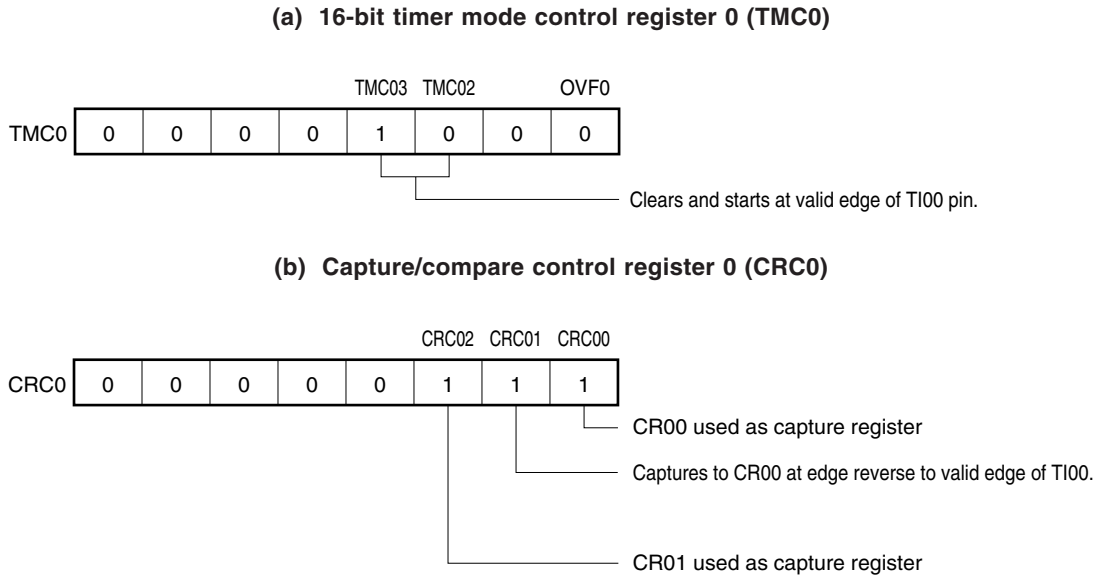 (a) 16-bit timer mode control register 0 (TMC0)
TMC03 TMC02 OVF0
TMC0 0 0 0 0 1 0 0 0
Clears and starts at valid edge of TI00 pin.
(b) Capture/compare control register 0 (CRC0)
CRC02 CRC01 CRC00
CRC0 0 0 0 0 0 1 1 1
CR00 used as capture register
Captures to CR00 at edge reverse to valid edge of TI00.
CR01 used as capture register